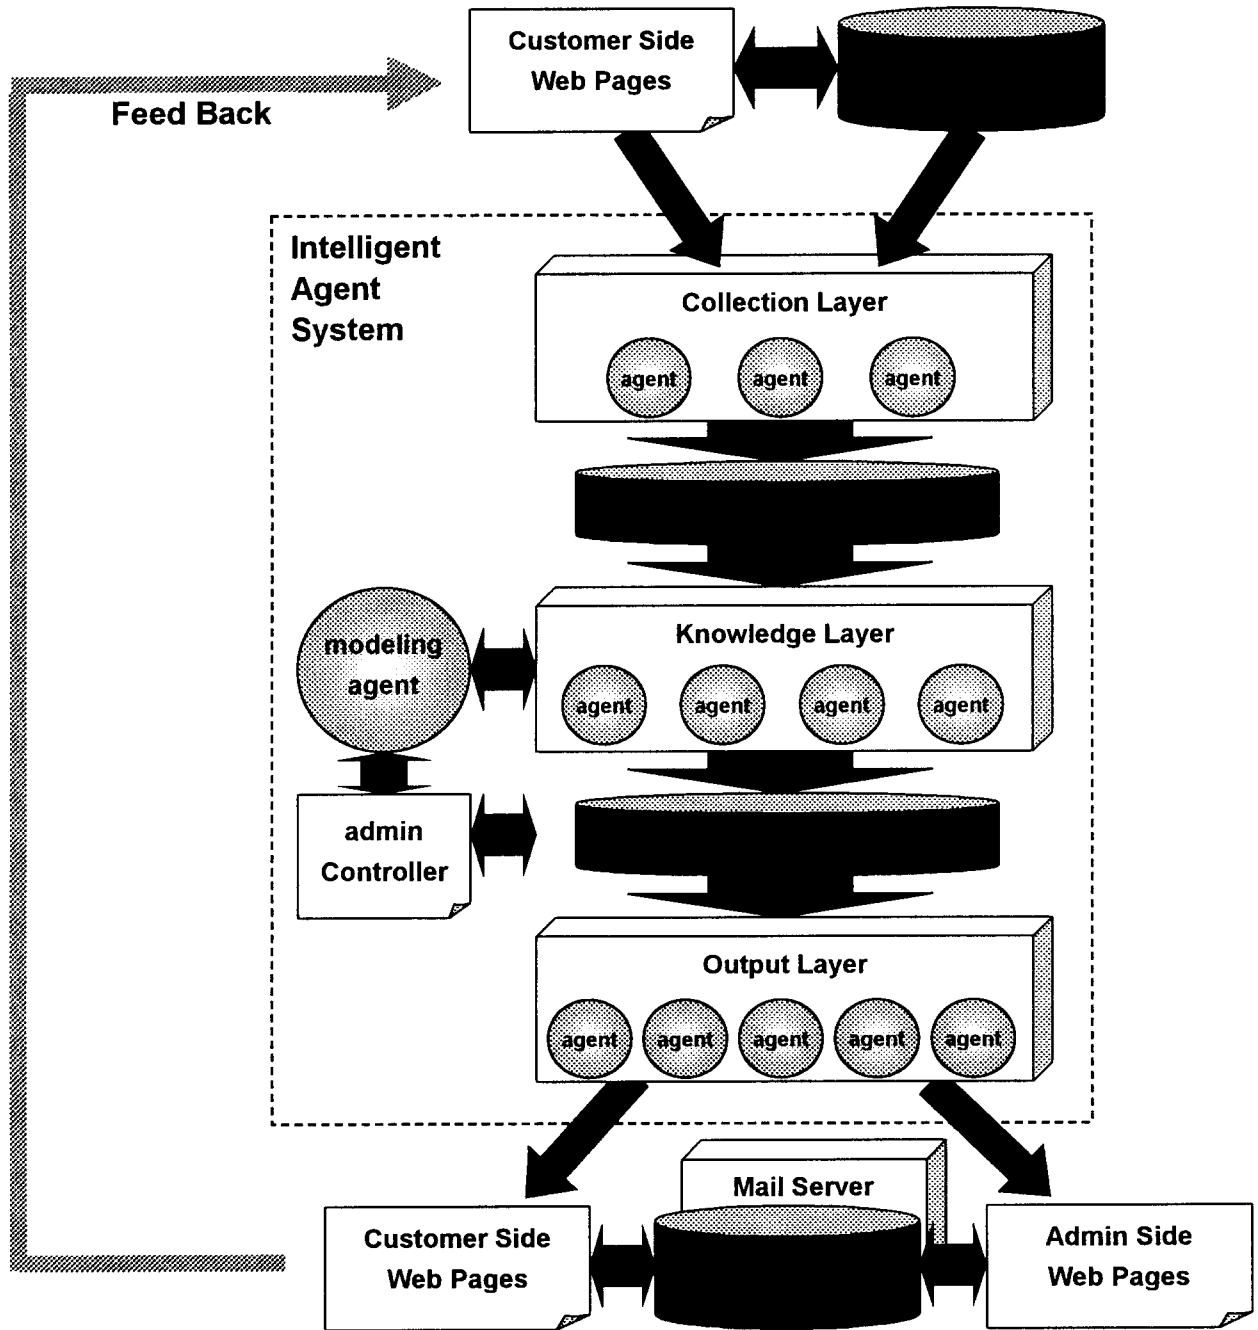 Customer Side
Web Pages
Feed Back
Intelligent
Agent
System
Collection Layer
agent
agent
agent
modeling
agent
Knowledge Layer
agent
agent
agent
agent
admin
Controller
Output Layer
agent
agent
agent
agent
agent
Mail Server
Customer Side
Web Pages
Admin Side
Web Pages